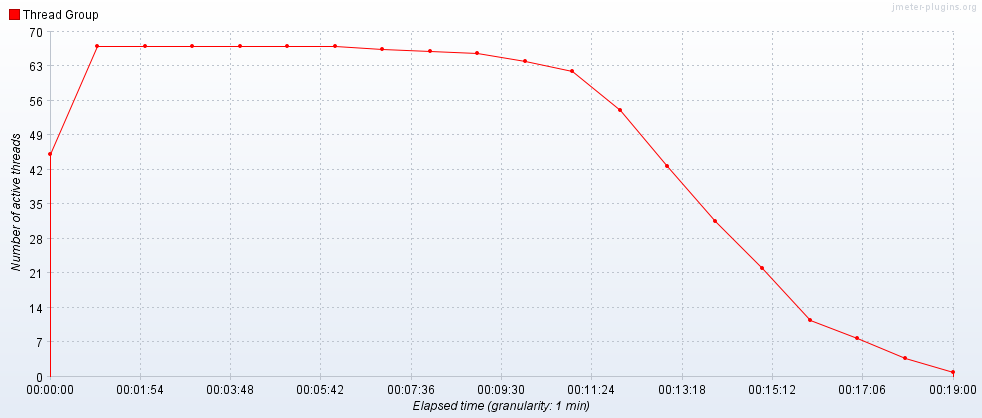 jmeter-plugins.org
Thread Group
70
63
56
49
42
35
28
21
14
7
0
Number of active threads
00:00:00 00:01:54 00:03:48 00:05:42 00:07:36 00:09:30 00:11:24 00:13:18 00:15:12 00:17:06 00:19:00
Elapsed time (granularity: 1 min)